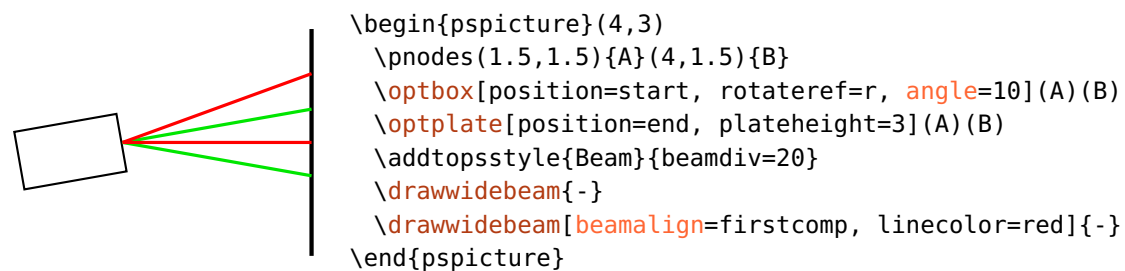 \begin{pspicture}(4,3)
\pnodes(1.5,1.5){A}(4,1.5){B}
\optbox[position=start, rotateref=r, angle=10](A)(B)
\optplate[position=end, plateheight=3](A)(B)
\addtopsstyle{Beam}{beamdiv=20}
\drawwidebeam{-}
\drawwidebeam[beamalign=firstcomp, linecolor=red]{-}
\end{pspicture}